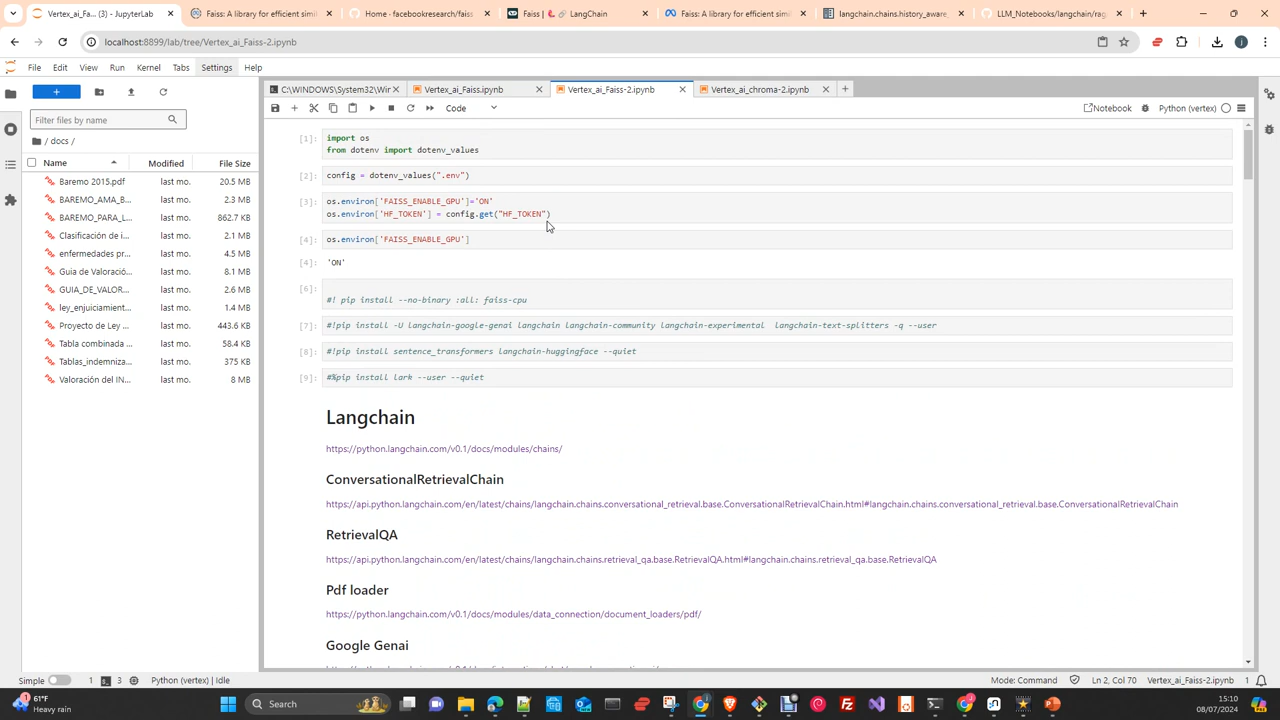 Vertex_ai_Fa... (3) - JupyterLab
Faiss: A library for efficient simil
Home · facebookresearch/faiss
Faiss | 🦜️🔗 LangChain
Faiss: A library for efficient simil
langchain.chains.history_aware_
LLM_Notebooks/langchain/rag
localhost:8899/lab/tree/Vertex_ai_Faiss-2.ipynb
File Edit View Run Kernel Tabs Settings Help
C:\WINDOWS\System32\Wir
Vertex_ai_Faiss.ipynb
Vertex_ai_Faiss-2.ipynb
Vertex_ai_chroma-2.ipynb
Code
Notebook
Python (vertex)
Filter files by name
/ docs /
Name Modified File Size
Baremo 2015.pdf last mo. 20.5 MB
BAREMO_AMA_B... last mo. 9 MB
BAREMO_PARA_L... last mo. 862.7 KB
Clasificación de i... last mo. 2.1 MB
enfermedades pr... last mo. 4.5 MB
Guia de Valoració... last mo. 8.1 MB
GUIA_DE_VALOR... last mo. 2.6 MB
ley_enjuiciamient... last mo. 1.4 MB
Proyecto de Ley ... last mo. 443.6 KB
Tabla combinada ... last mo. 58.4 KB
Tablas_indemniza... last mo. 375 KB
Valoración del IN... last mo. 8 MB
[1]: import os
from dotenv import dotenv_values
[2]: config = dotenv_values(".env")
[3]: os.environ['FAISS_ENABLE_GPU']='ON'
os.environ['HF_TOKEN'] = config.get("HF_TOKEN")
[4]: os.environ['FAISS_ENABLE_GPU']
[4]: 'ON'
[6]:
#! pip install --no-binary :all: faiss-cpu
[7]: #!pip install -U langchain-google-genai langchain langchain-community langchain-experimental langchain-text-splitters -q --user
[8]: #!pip install sentence_transformers langchain-huggingface --quiet
[9]: #%pip install lark --user --quiet
Langchain
https://python.langchain.com/v0.1/docs/modules/chains/
ConversationalRetrievalChain
https://api.python.langchain.com/en/latest/chains/langchain.chains.conversational_retrieval.base.ConversationalRetrievalChain.html#langchain.chains.conversational_retrieval.base.ConversationalRetrievalChain
RetrievalQA
https://api.python.langchain.com/en/latest/chains/langchain.chains.retrieval_qa.base.RetrievalQA.html#langchain.chains.retrieval_qa.base.RetrievalQA
Pdf loader
https://python.langchain.com/v0.1/docs/modules/data_connection/document_loaders/pdf/
Google Genai
Simple 1 3 Python (vertex) | Idle
Mode: Command
Ln 2, Col 70
Vertex_ai_Faiss-2.ipynb
1
61°F
Heavy rain
Search
15:10
08/07/2024